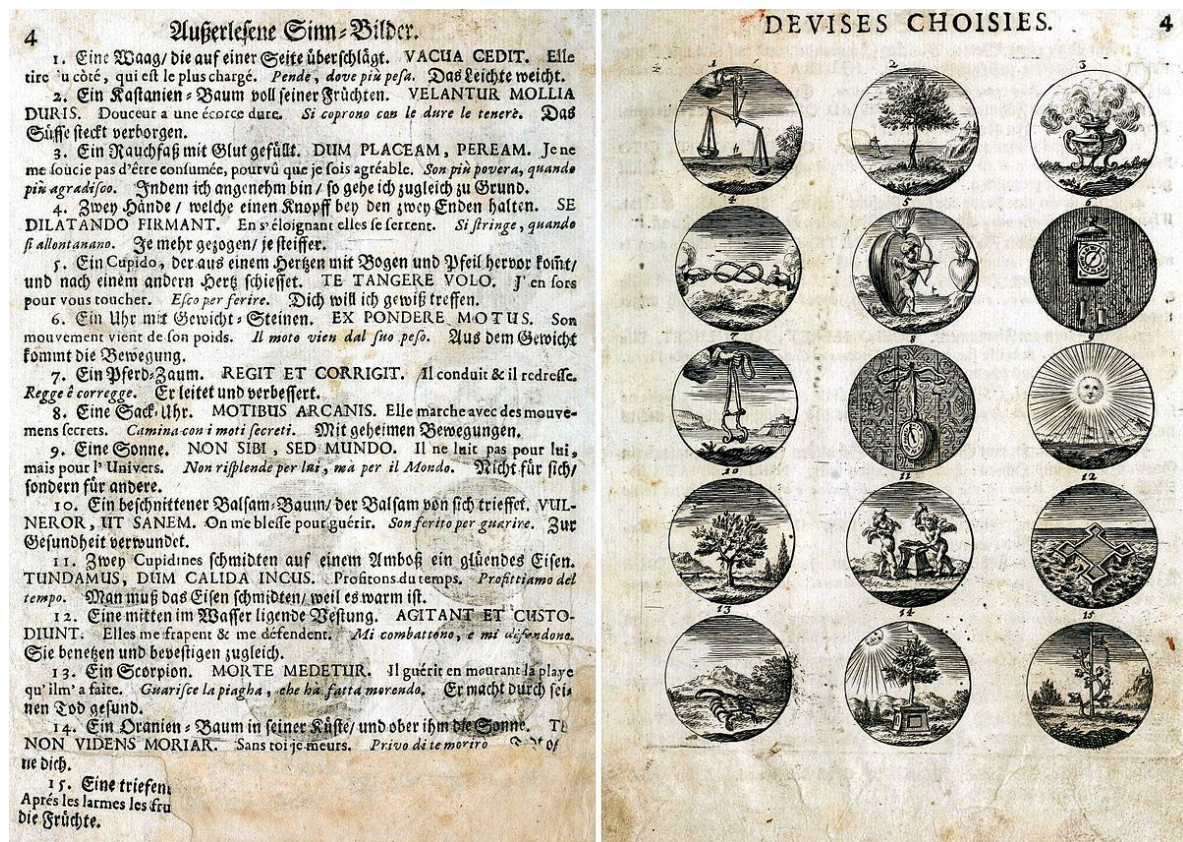 4 Außerlesene Sinn-Bilder.
1. Eine Waag/ die auf einer Seite überschlägt. VACUA CEDIT. Elle
tire u côté, qui est le plus chargé. Pende, dove più pesa. Das Leichte weicht.
2. Ein Kastanien-Baum voll seiner Früchten. VELANTUR MOLLIA
DURIS. Douceur a une écorce dure. Si coprono con le dure le tenerè. Das
Süsse steckt verborgen.
3. Ein Rauchfaß mit Glut gefüllt. DUM PLACEAM, PEREAM. Je ne
me soucie pas d'être consumée, pourvû que je sois agréable. Son più povera, quando
più agradisco. Indem ich angenehm bin/ so gehe ich zugleich zu Grund.
4. Zwey Hände/ welche einen Knopff bey den zwey Enden halten. SE
DILATANDO FIRMANT. En s'éloignant elles se serrent. Si stringe, quando
si allontanano. Je mehr gezogen/ je steiffer.
5. Ein Cupido, der aus einem Hertzen mit Bogen und Pfeil hervor komt/
und nach einem andern Hertz schiesset. TE TANGERE VOLO. J'en sors
pour vous toucher. Esco per ferire. Dich will ich gewiß treffen.
6. Ein Uhr mit Gewicht-Steinen. EX PONDERE MOTUS. Son
mouvement vient de son poids. Il moto vien dal suo peso. Aus dem Gewicht
kommt die Bewegung.
7. Ein Pferd-Zaum. REGIT ET CORRIGIT. Il conduit & il redresse.
Regge è corregge. Er leitet und verbessert.
8. Eine Sack-Uhr. MOTIBUS ARCANIS. Elle marche avec des mouve-
mens secrets. Camina con i moti secreti. Mit geheimen Bewegungen.
9. Eine Sonne. NON SIBI, SED MUNDO. Il ne luit pas pour lui,
mais pour l'Univers. Non risplende per lui, mà per il Mondo. Nicht für sich/
sondern für andere.
10. Ein beschnittener Balsam-Baum/ der Balsam von sich trieffet. VUL-
NEROR, UT SANEM. On me blesse pour guérir. Son ferito per guarire. Zur
Gesundheit verwundet.
11. Zwey Cupidines schmidten auf einem Amboß ein glüendes Eisen.
TUNDAMUS, DUM CALIDA INCUS. Profitons du temps. Profittiamo del
tempo. Man muß das Eisen schmidten/ weil es warm ist.
12. Eine mitten im Wasser ligende Vestung. AGITANT ET CUSTO-
DIUNT. Elles me frapent & me défendent. Mi combattono, e mi difendono.
Sie benetzen und bevestigen zugleich.
13. Ein Scorpion. MORTE MEDETUR. Il guérit en mourant la playe
qu'il m'a faite. Guarisce la piagha, che hà fatta morendo. Er macht durch sei-
nen Tod gesund.
14. Ein Oranien-Baum in seiner Küste/ und ober ihm die Sonne. TE
NON VIDENS MORIAR. Sans toi je meurs. Privo di te moriro
ne dich.
15. Eine triefen
Aprés les larmes les fru
die Früchte.
DEVISES CHOISIES. 4
1 2 3
4 5 6
7 8 9
10 11 12
13 14 15